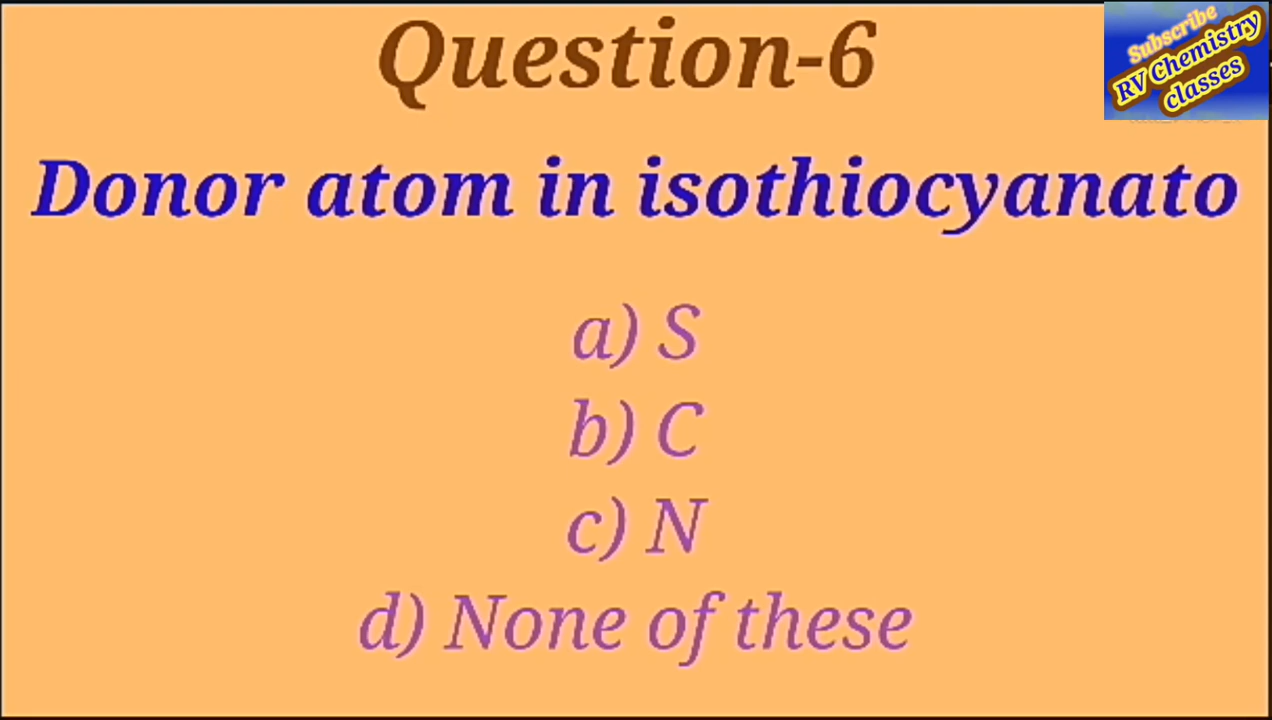 Question-6
Subscribe
RV Chemistry
classes
Donor atom in isothiocyanato
a) S
b) C
c) N
d) None of these